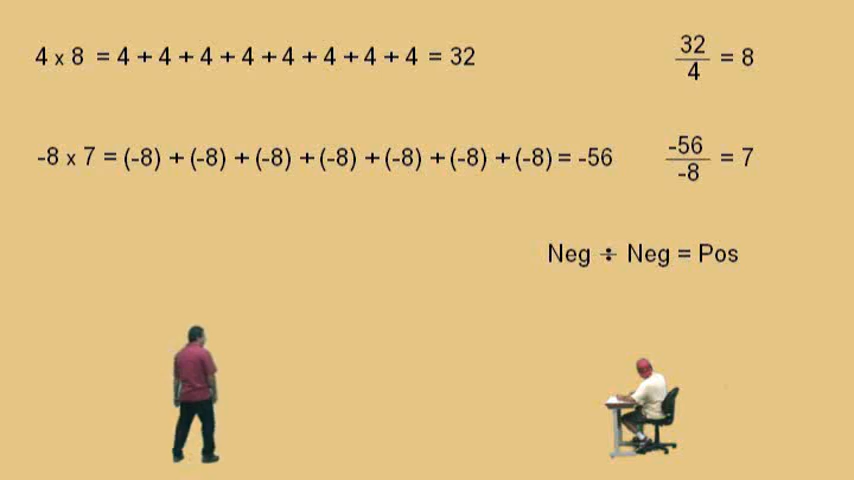 4 x 8 = 4 + 4 + 4 + 4 + 4 + 4 + 4 + 4 = 32
32
4
= 8
-8 x 7 = (-8) + (-8) + (-8) + (-8) + (-8) + (-8) + (-8) = -56
-56
-8
= 7
Neg ÷ Neg = Pos